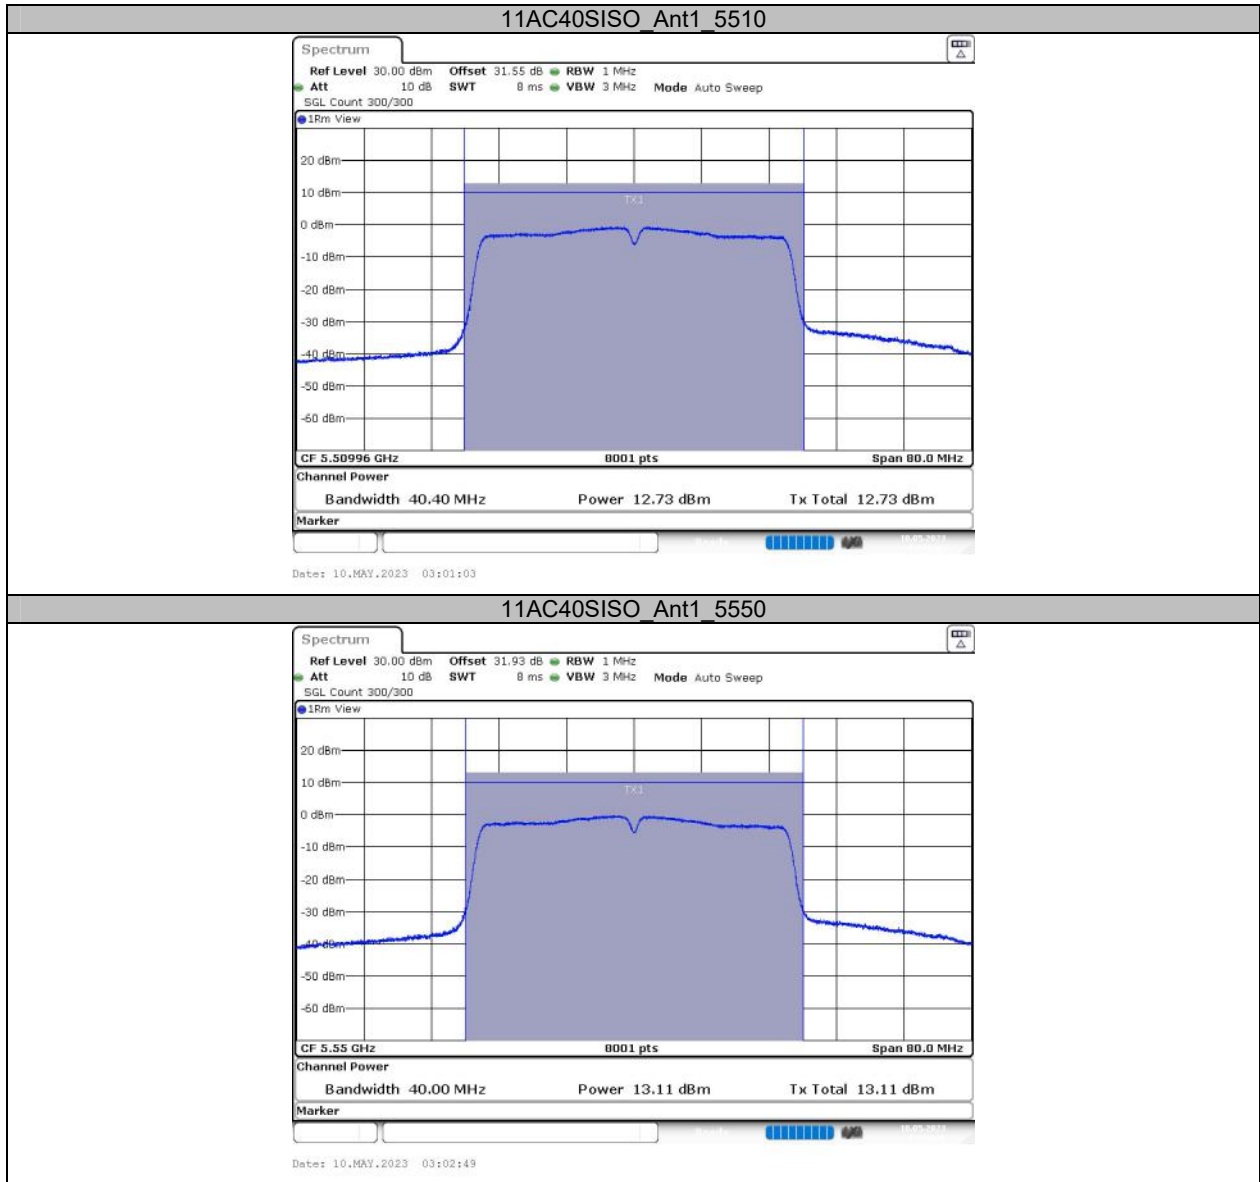 11AC40SISO_Ant1_5510
Spectrum
Ref Level 30.00 dBm Offset 31.55 dB RBW 1 MHz
Att 10 dB SWT 8 ms VBW 3 MHz Mode Auto Sweep
SGL Count 300/300
1Rm View
20 dBm
10 dBm
TX1
0 dBm
-10 dBm
-20 dBm
-30 dBm
-40 dBm
-50 dBm
-60 dBm
CF 5.50996 GHz 8001 pts Span 80.0 MHz
Channel Power
Bandwidth 40.40 MHz Power 12.73 dBm Tx Total 12.73 dBm
Marker
Date: 10.MAY.2023 03:01:03
11AC40SISO_Ant1_5550
Spectrum
Ref Level 30.00 dBm Offset 31.93 dB RBW 1 MHz
Att 10 dB SWT 8 ms VBW 3 MHz Mode Auto Sweep
SGL Count 300/300
1Rm View
20 dBm
10 dBm
TX1
0 dBm
-10 dBm
-20 dBm
-30 dBm
-40 dBm
-50 dBm
-60 dBm
CF 5.55 GHz 8001 pts Span 80.0 MHz
Channel Power
Bandwidth 40.00 MHz Power 13.11 dBm Tx Total 13.11 dBm
Marker
Date: 10.MAY.2023 03:02:49